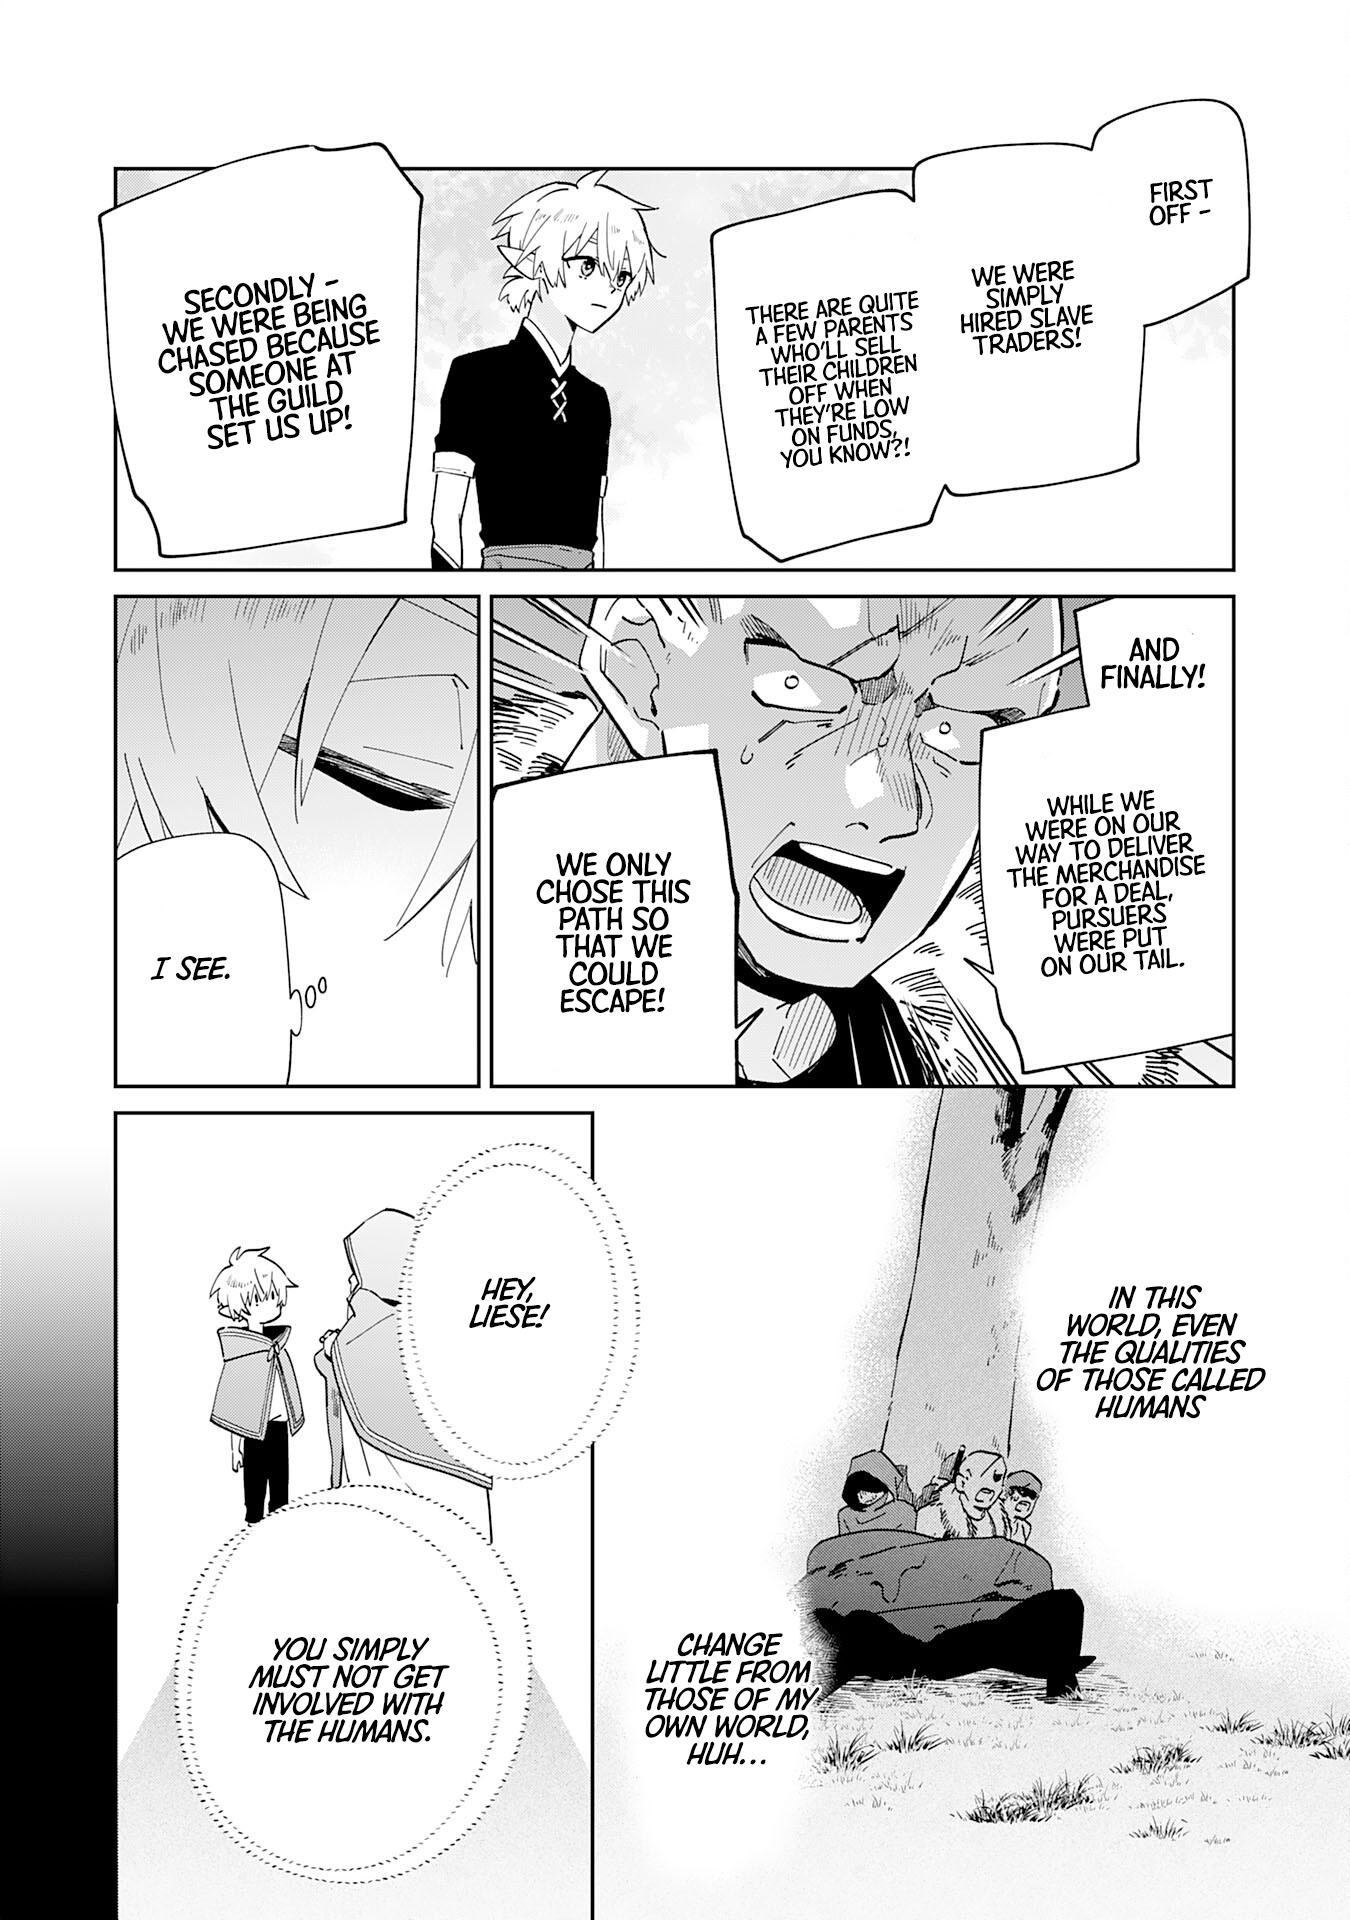 FIRST
OFF -
WE WERE
SIMPLY
HIRED SLAVE
TRADERS!
THERE ARE QUITE
A FEW PARENTS
WHO'LL SELL
THEIR CHILDREN
OFF WHEN
THEY'RE LOW
ON FUNDS,
YOU KNOW?!
SECONDLY -
WE WERE BEING
CHASED BECAUSE
SOMEONE AT
THE GUILD
SET US UP!
AND
FINALLY!
WHILE WE
WERE ON OUR
WAY TO DELIVER
THE MERCHANDISE
FOR A DEAL,
PURSUERS
WERE PUT
ON OUR TAIL.
WE ONLY
CHOSE THIS
PATH SO
THAT WE
COULD
ESCAPE!
I SEE.
IN THIS
WORLD, EVEN
THE QUALITIES
OF THOSE CALLED
HUMANS
CHANGE
LITTLE FROM
THOSE OF MY
OWN WORLD,
HUH...
HEY,
LIESE!
YOU SIMPLY
MUST NOT GET
INVOLVED WITH
THE HUMANS.